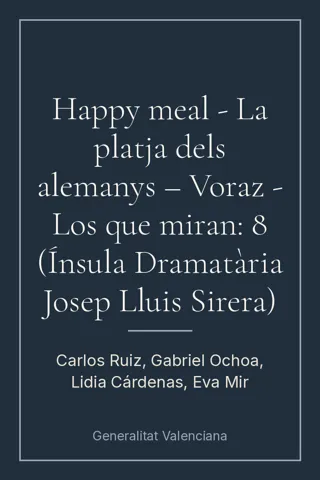 Happy meal - La
platja dels
alemanys – Voraz -
Los que miran: 8
(Ínsula Dramatària
Josep Lluis Sirera)
Carlos Ruiz, Gabriel Ochoa,
Lidia Cárdenas, Eva Mir
Generalitat Valenciana